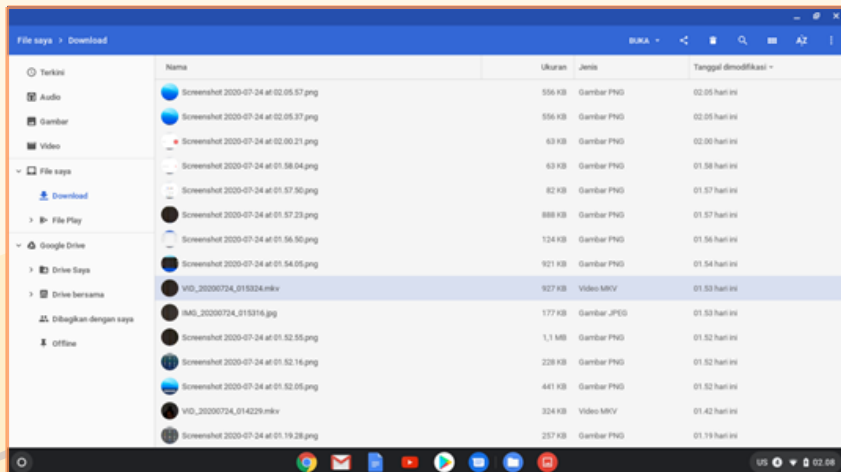 File saya > Download
BUKA
Nama Ukuran Jenis Tanggal dimodifikasi
Terkini
Audio
Gambar
Video
File saya
Download
File Play
Google Drive
Drive Saya
Drive bersama
Dibagikan dengan saya
Offline
Screenshot 2020-07-24 at 02.05.57.png 556 KB Gambar PNG 02.05 hari ini
Screenshot 2020-07-24 at 02.05.37.png 556 KB Gambar PNG 02.05 hari ini
Screenshot 2020-07-24 at 02.00.21.png 63 KB Gambar PNG 02.00 hari ini
Screenshot 2020-07-24 at 01.58.04.png 63 KB Gambar PNG 01.58 hari ini
Screenshot 2020-07-24 at 01.57.50.png 82 KB Gambar PNG 01.57 hari ini
Screenshot 2020-07-24 at 01.57.23.png 888 KB Gambar PNG 01.57 hari ini
Screenshot 2020-07-24 at 01.56.50.png 124 KB Gambar PNG 01.56 hari ini
Screenshot 2020-07-24 at 01.54.05.png 921 KB Gambar PNG 01.54 hari ini
VID_20200724_015324.mkv 927 KB Video MKV 01.53 hari ini
IMG_20200724_015316.jpg 177 KB Gambar JPEG 01.53 hari ini
Screenshot 2020-07-24 at 01.52.55.png 1,1 MB Gambar PNG 01.52 hari ini
Screenshot 2020-07-24 at 01.52.16.png 228 KB Gambar PNG 01.52 hari ini
Screenshot 2020-07-24 at 01.52.05.png 441 KB Gambar PNG 01.52 hari ini
VID_20200724_014229.mkv 324 KB Video MKV 01.42 hari ini
Screenshot 2020-07-24 at 01.19.28.png 257 KB Gambar PNG 01.19 hari ini
US 02.08